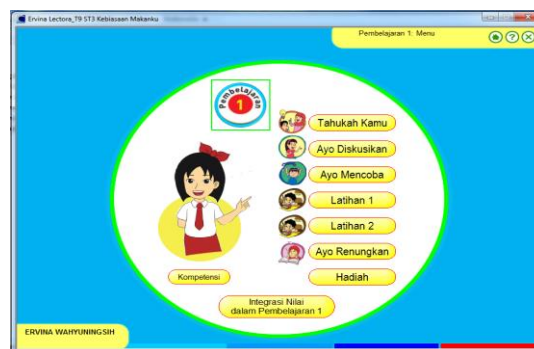 Ervina Lectora_T9 ST3 Kebiasaan Makanku
Pembelajaran 1: Menu
Pembelajaran
1
Tahukah Kamu
Ayo Diskusikan
Ayo Mencoba
Latihan 1
Latihan 2
Ayo Renungkan
Kompetensi
Hadiah
Integrasi Nilai
dalam Pembelajaran 1
ERVINA WAHYUNINGSIH